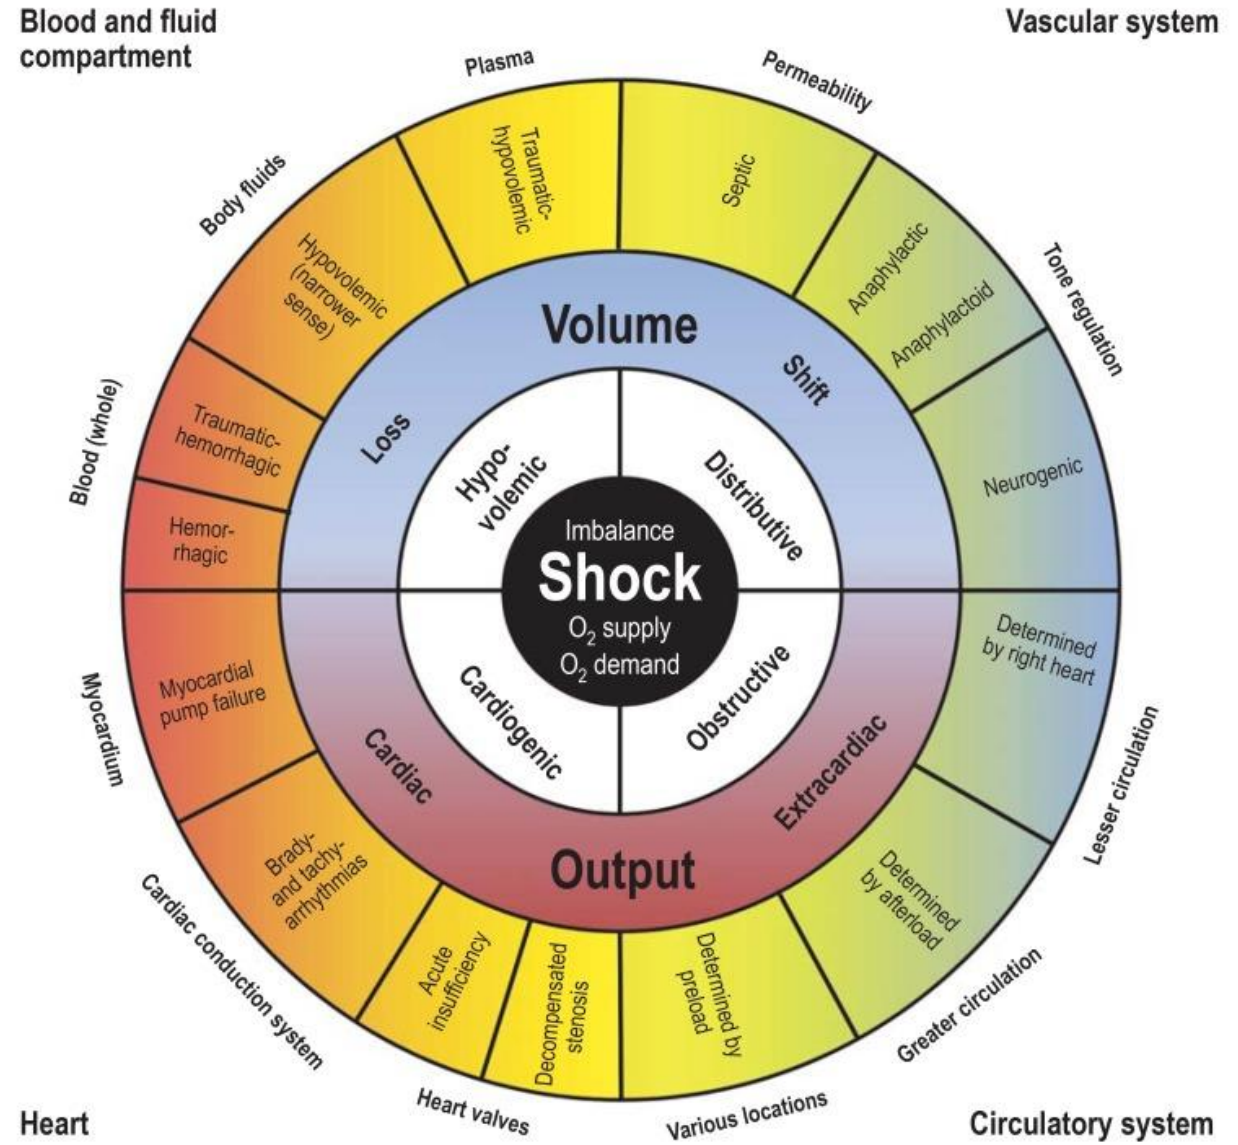 Blood and fluid
compartment
Vascular system
Plasma
Permeability
Body fluids
Tone regulation
Blood (whole)
Traumatic-
hypovolemic
Septic
Hypovolemic
(narrower
sense)
Anaphylactic
Anaphylactoid
Traumatic-
hemorrhagic
Neurogenic
Hemor-
rhagic
Volume
Loss
Shift
Hypo-
volemic
Distributive
Imbalance
Shock
O2 supply
O2 demand
Cardiogenic
Obstructive
Cardiac
Extracardiac
Output
Myocardial
pump failure
Determined
by right heart
Brady-
and tachy-
arrhythmias
Acute
insufficiency
Decompensated
stenosis
Determined by
preload
Determined
by afterload
Myocardium
Lesser circulation
Cardiac conduction system
Greater circulation
Heart valves
Various locations
Heart
Circulatory system